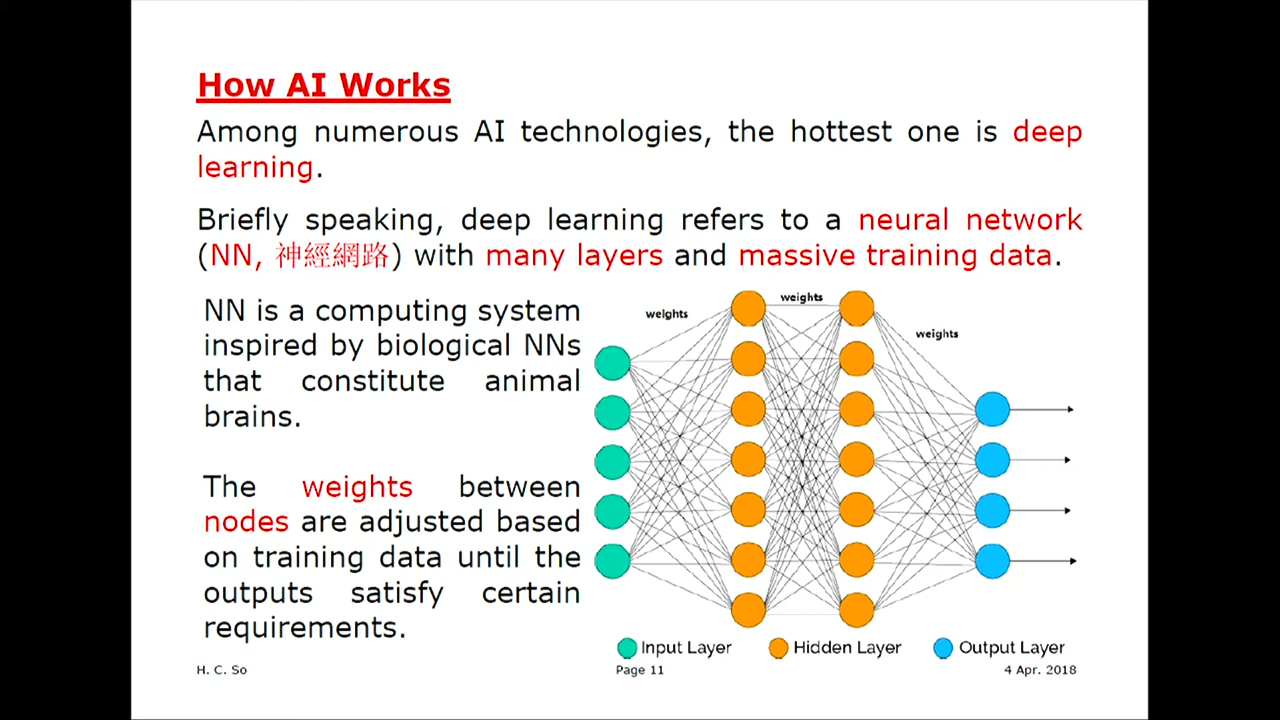 How AI Works
Among numerous AI technologies, the hottest one is deep
learning.
Briefly speaking, deep learning refers to a neural network
(NN, 神經網路) with many layers and massive training data.
NN is a computing system
inspired by biological NNs
that constitute animal
brains.
The weights between
nodes are adjusted based
on training data until the
outputs satisfy certain
requirements.
weights
weights
weights
Input Layer
Hidden Layer
Output Layer
H. C. So
Page 11
4 Apr. 2018